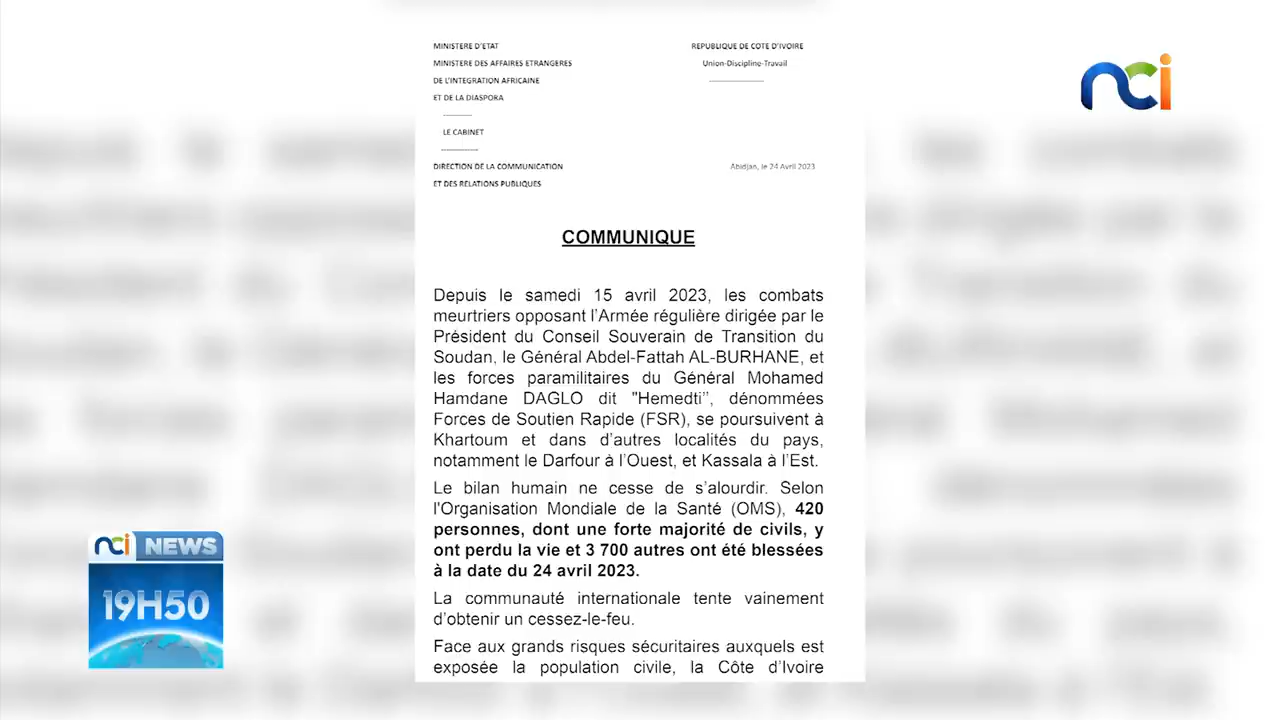 MINISTERE D'ETAT
MINISTERE DES AFFAIRES ETRANGERES
DE L'INTEGRATION AFRICAINE
ET DE LA DIASPORA
----------
LE CABINET
-------------
DIRECTION DE LA COMMUNICATION
ET DES RELATIONS PUBLIQUES
REPUBLIQUE DE COTE D'IVOIRE
Union-Discipline-Travail
-------------------
Abidjan, le 24 Avril 2023
nci
COMMUNIQUE
Depuis le samedi 15 avril 2023, les combats
meurtriers opposant l'Armée régulière dirigée par le
Président du Conseil Souverain de Transition du
Soudan, le Général Abdel-Fattah AL-BURHANE, et
les forces paramilitaires du Général Mohamed
Hamdane DAGLO dit "Hemedti'', dénommées
Forces de Soutien Rapide (FSR), se poursuivent à
Khartoum et dans d'autres localités du pays,
notamment le Darfour à l'Ouest, et Kassala à l'Est.
Le bilan humain ne cesse de s'alourdir. Selon
l'Organisation Mondiale de la Santé (OMS), 420
personnes, dont une forte majorité de civils, y
ont perdu la vie et 3 700 autres ont été blessées
à la date du 24 avril 2023.
La communauté internationale tente vainement
d'obtenir un cessez-le-feu.
Face aux grands risques sécuritaires auxquels est
exposée la population civile, la Côte d'Ivoire
nci NEWS
19H50